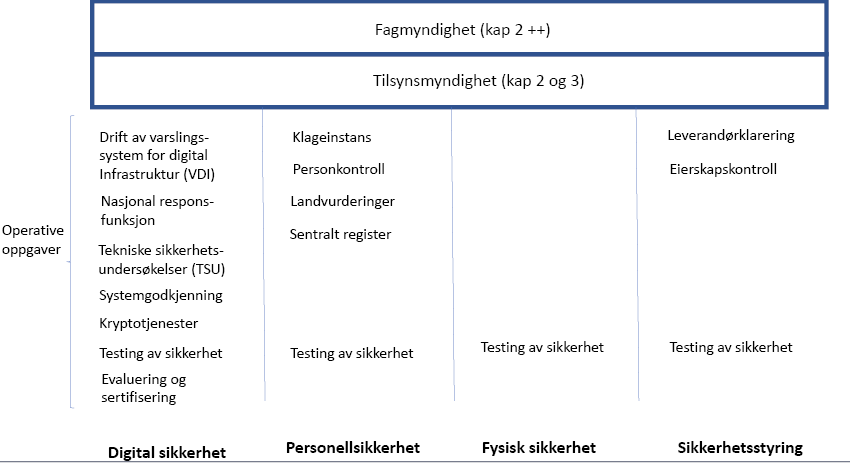 Fagmyndighet (kap 2 ++)
Tilsynsmyndighet (kap 2 og 3)
Operative
oppgaver
Drift av varslings-
system for digital
Infrastruktur (VDI)
Nasjonal respons-
funksjon
Tekniske sikkerhets-
undersøkelser (TSU)
Systemgodkjenning
Kryptotjenester
Testing av sikkerhet
Evaluering og
sertifisering
Digital sikkerhet
Klageinstans
Personkontroll
Landvurderinger
Sentralt register
Testing av sikkerhet
Personellsikkerhet
Testing av sikkerhet
Fysisk sikkerhet
Leverandørklarering
Eierskapskontroll
Testing av sikkerhet
Sikkerhetsstyring